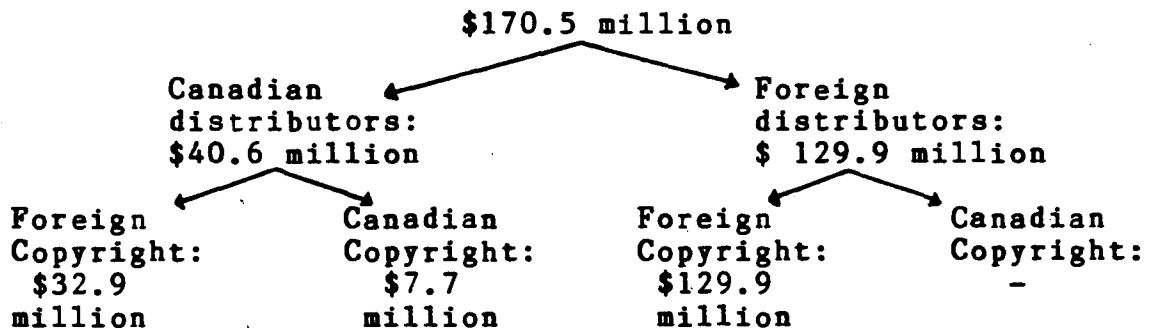 $170.5 million
Canadian
distributors:
$40.6 million
Foreign
distributors:
$ 129.9 million
Foreign
Copyright:
$32.9
million
Canadian
Copyright:
$7.7
million
Foreign
Copyright:
$129.9
million
Canadian
Copyright:
-